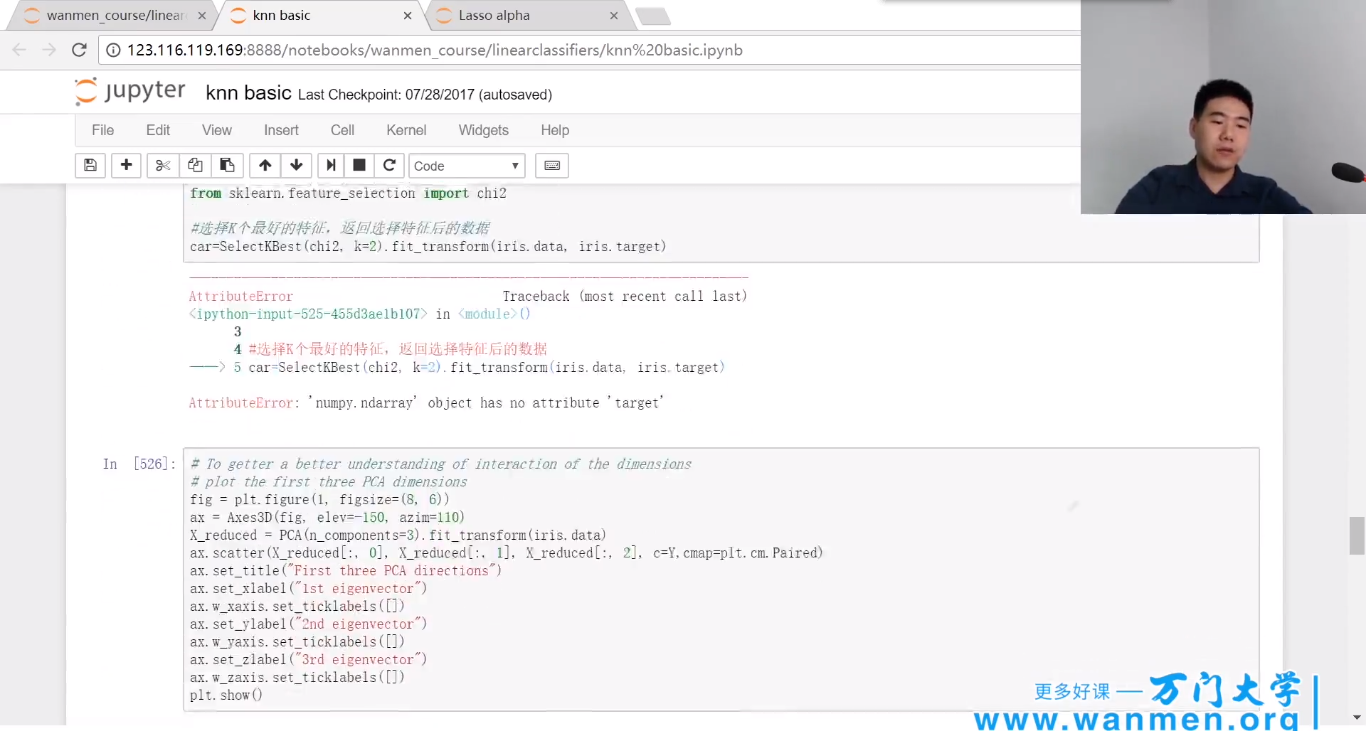 wanmen_course/linear
knn basic
Lasso alpha
123.116.119.169:8888/notebooks/wanmen_course/linearclassifiers/knn%20basic.ipynb
jupyter knn basic Last Checkpoint: 07/28/2017 (autosaved)
File Edit View Insert Cell Kernel Widgets Help
Code
from sklearn.feature_selection import chi2
#选择K个最好的特征，返回选择特征后的数据
car=SelectKBest(chi2, k=2).fit_transform(iris.data, iris.target)
AttributeError Traceback (most recent call last)
<ipython-input-525-455d3ae1b107> in <module>()
3
4 #选择K个最好的特征，返回选择特征后的数据
----> 5 car=SelectKBest(chi2, k=2).fit_transform(iris.data, iris.target)
AttributeError: 'numpy.ndarray' object has no attribute 'target'
In [526]:
# To getter a better understanding of interaction of the dimensions
# plot the first three PCA dimensions
fig = plt.figure(1, figsize=(8, 6))
ax = Axes3D(fig, elev=-150, azim=110)
X_reduced = PCA(n_components=3).fit_transform(iris.data)
ax.scatter(X_reduced[:, 0], X_reduced[:, 1], X_reduced[:, 2], c=Y,cmap=plt.cm.Paired)
ax.set_title("First three PCA directions")
ax.set_xlabel("1st eigenvector")
ax.w_xaxis.set_ticklabels([])
ax.set_ylabel("2nd eigenvector")
ax.w_yaxis.set_ticklabels([])
ax.set_zlabel("3rd eigenvector")
ax.w_zaxis.set_ticklabels([])
plt.show()
更多好课 — 万门大学
www.wanmen.org